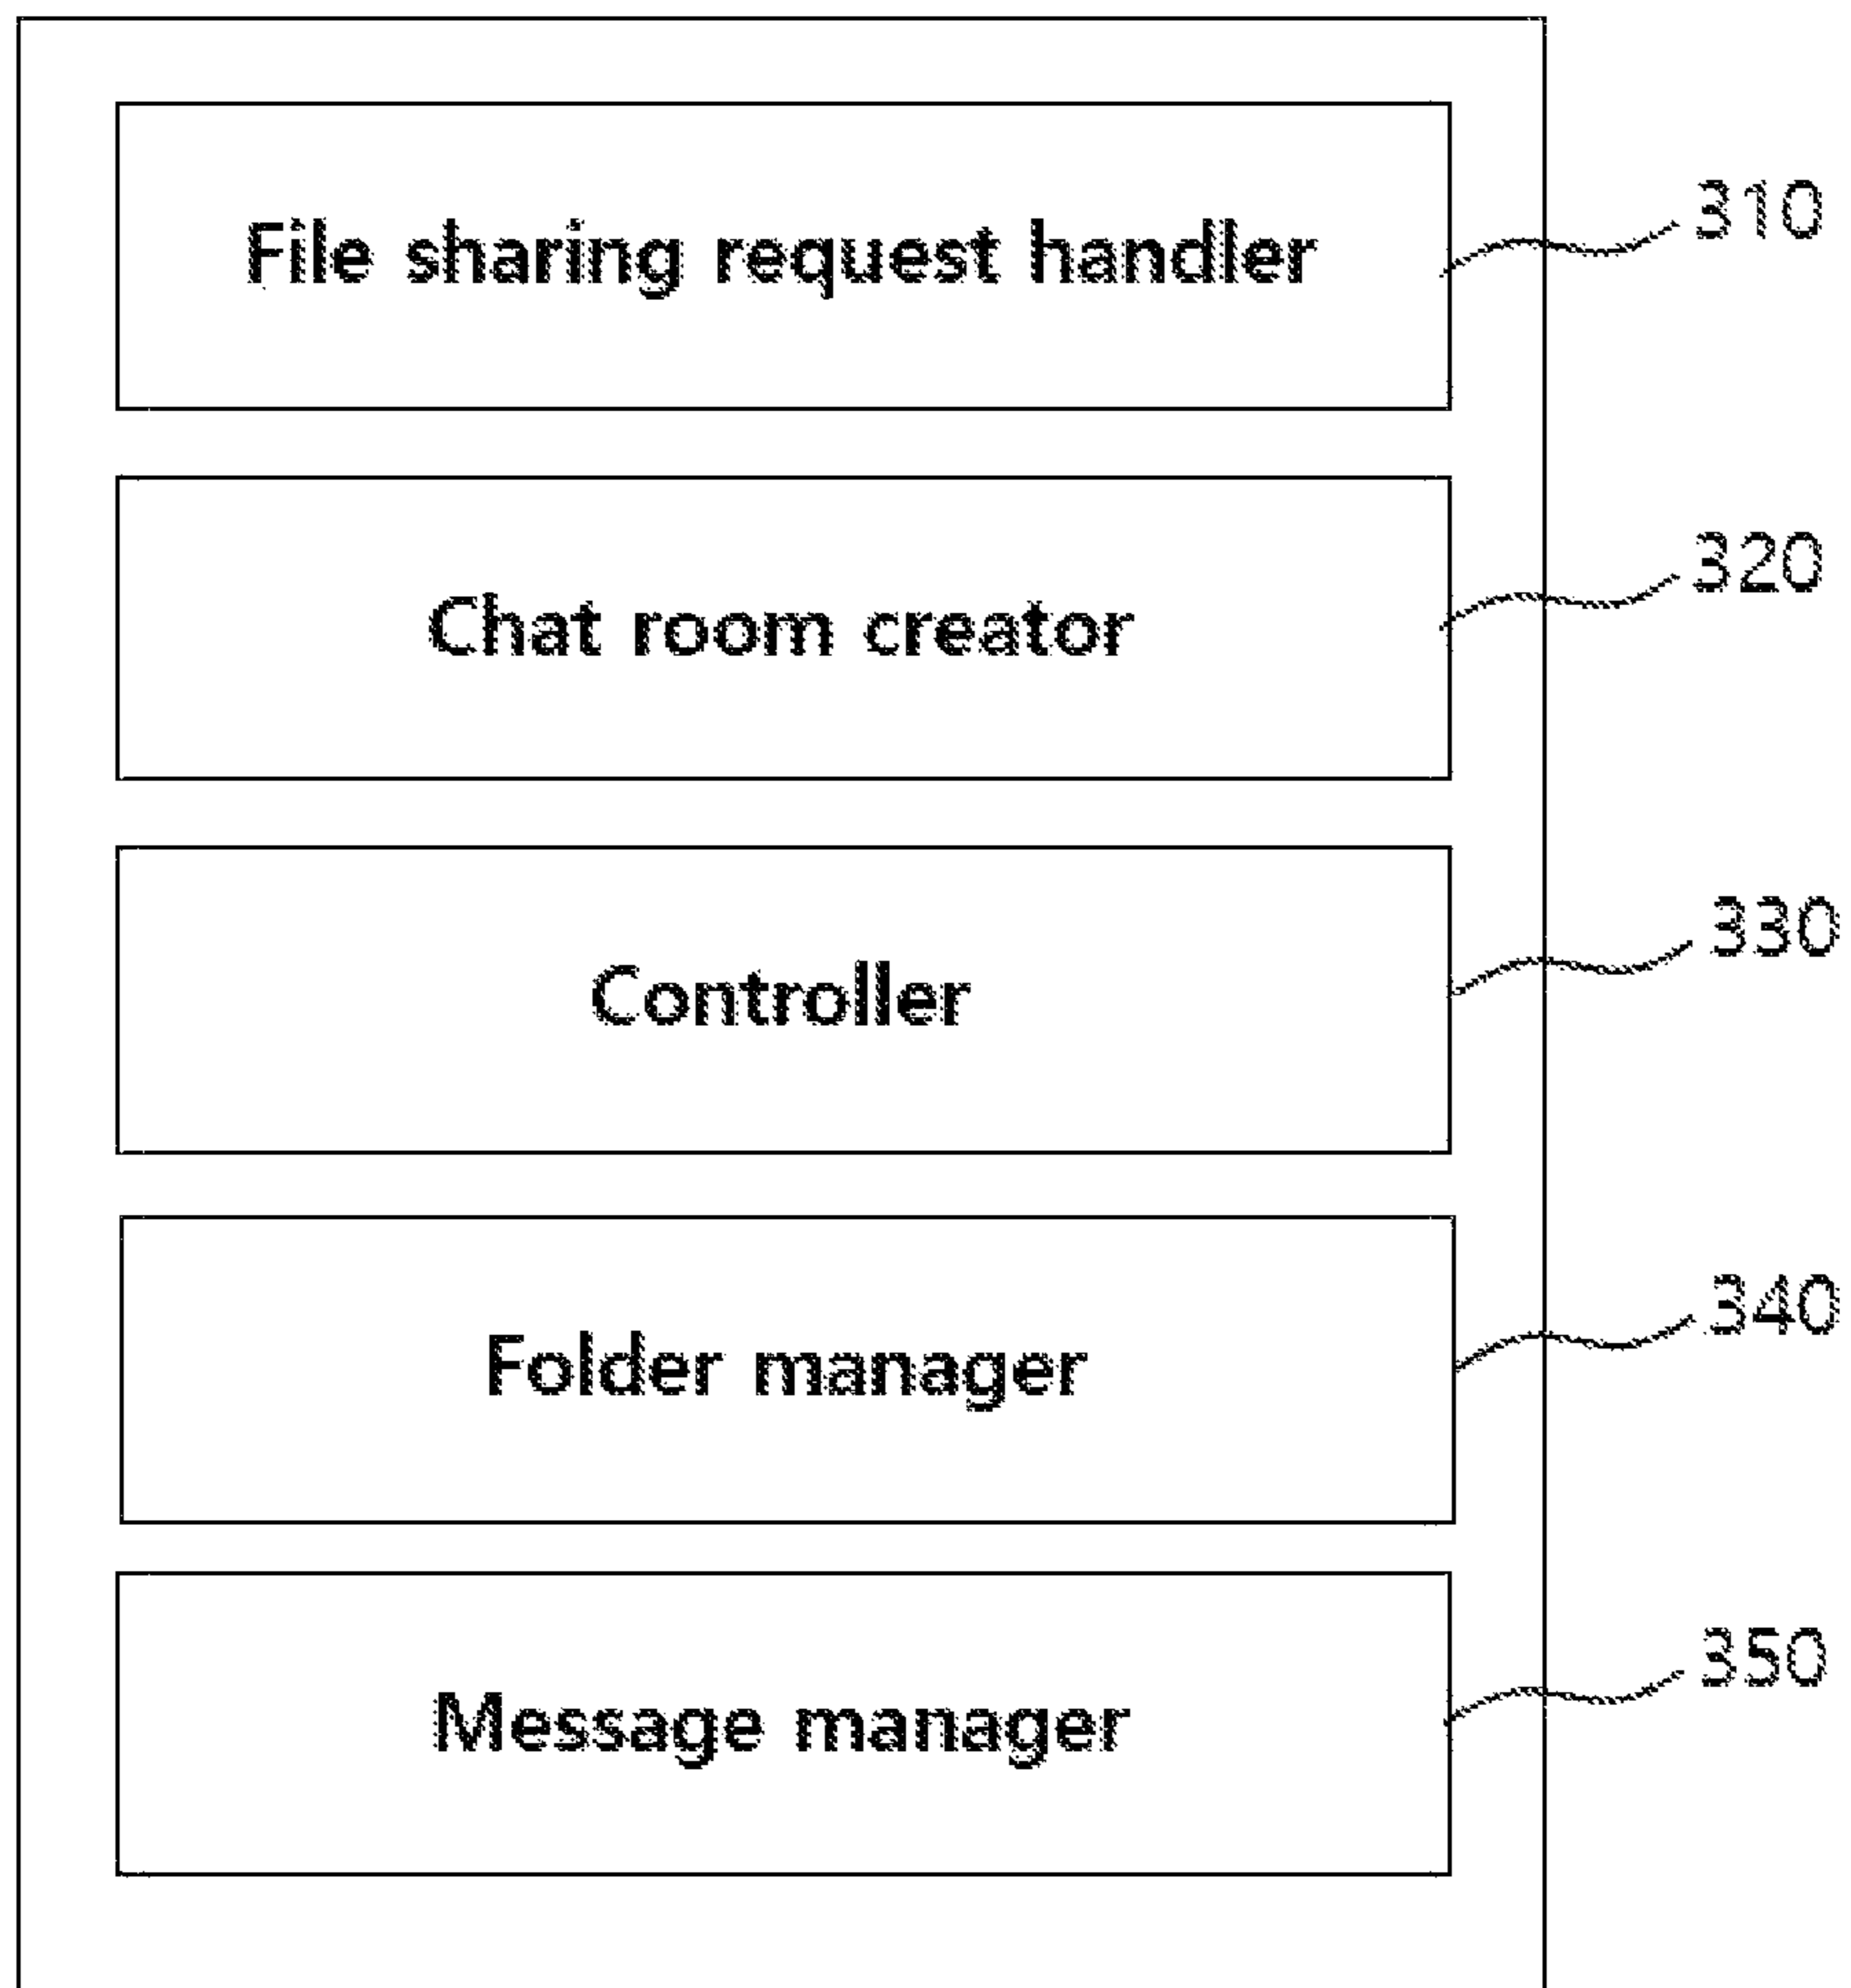 File sharing request handler
310
Chat room creator
320
Controller
330
Folder manager
340
Message manager
350